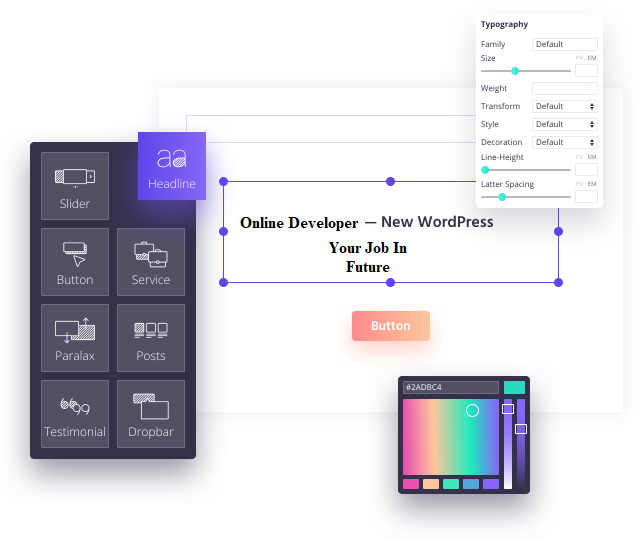 Typography
Family Default
Size PX EM
Weight
Transform Default
Style Default
Decoration Default
Line-Height PX EM
Latter Spacing PX EM
aa
Headline
Slider
Button Service
Paralax Posts
Testimonial Dropbar
Online Developer — New WordPress
Your Job In
Future
Button
#2ADBC4